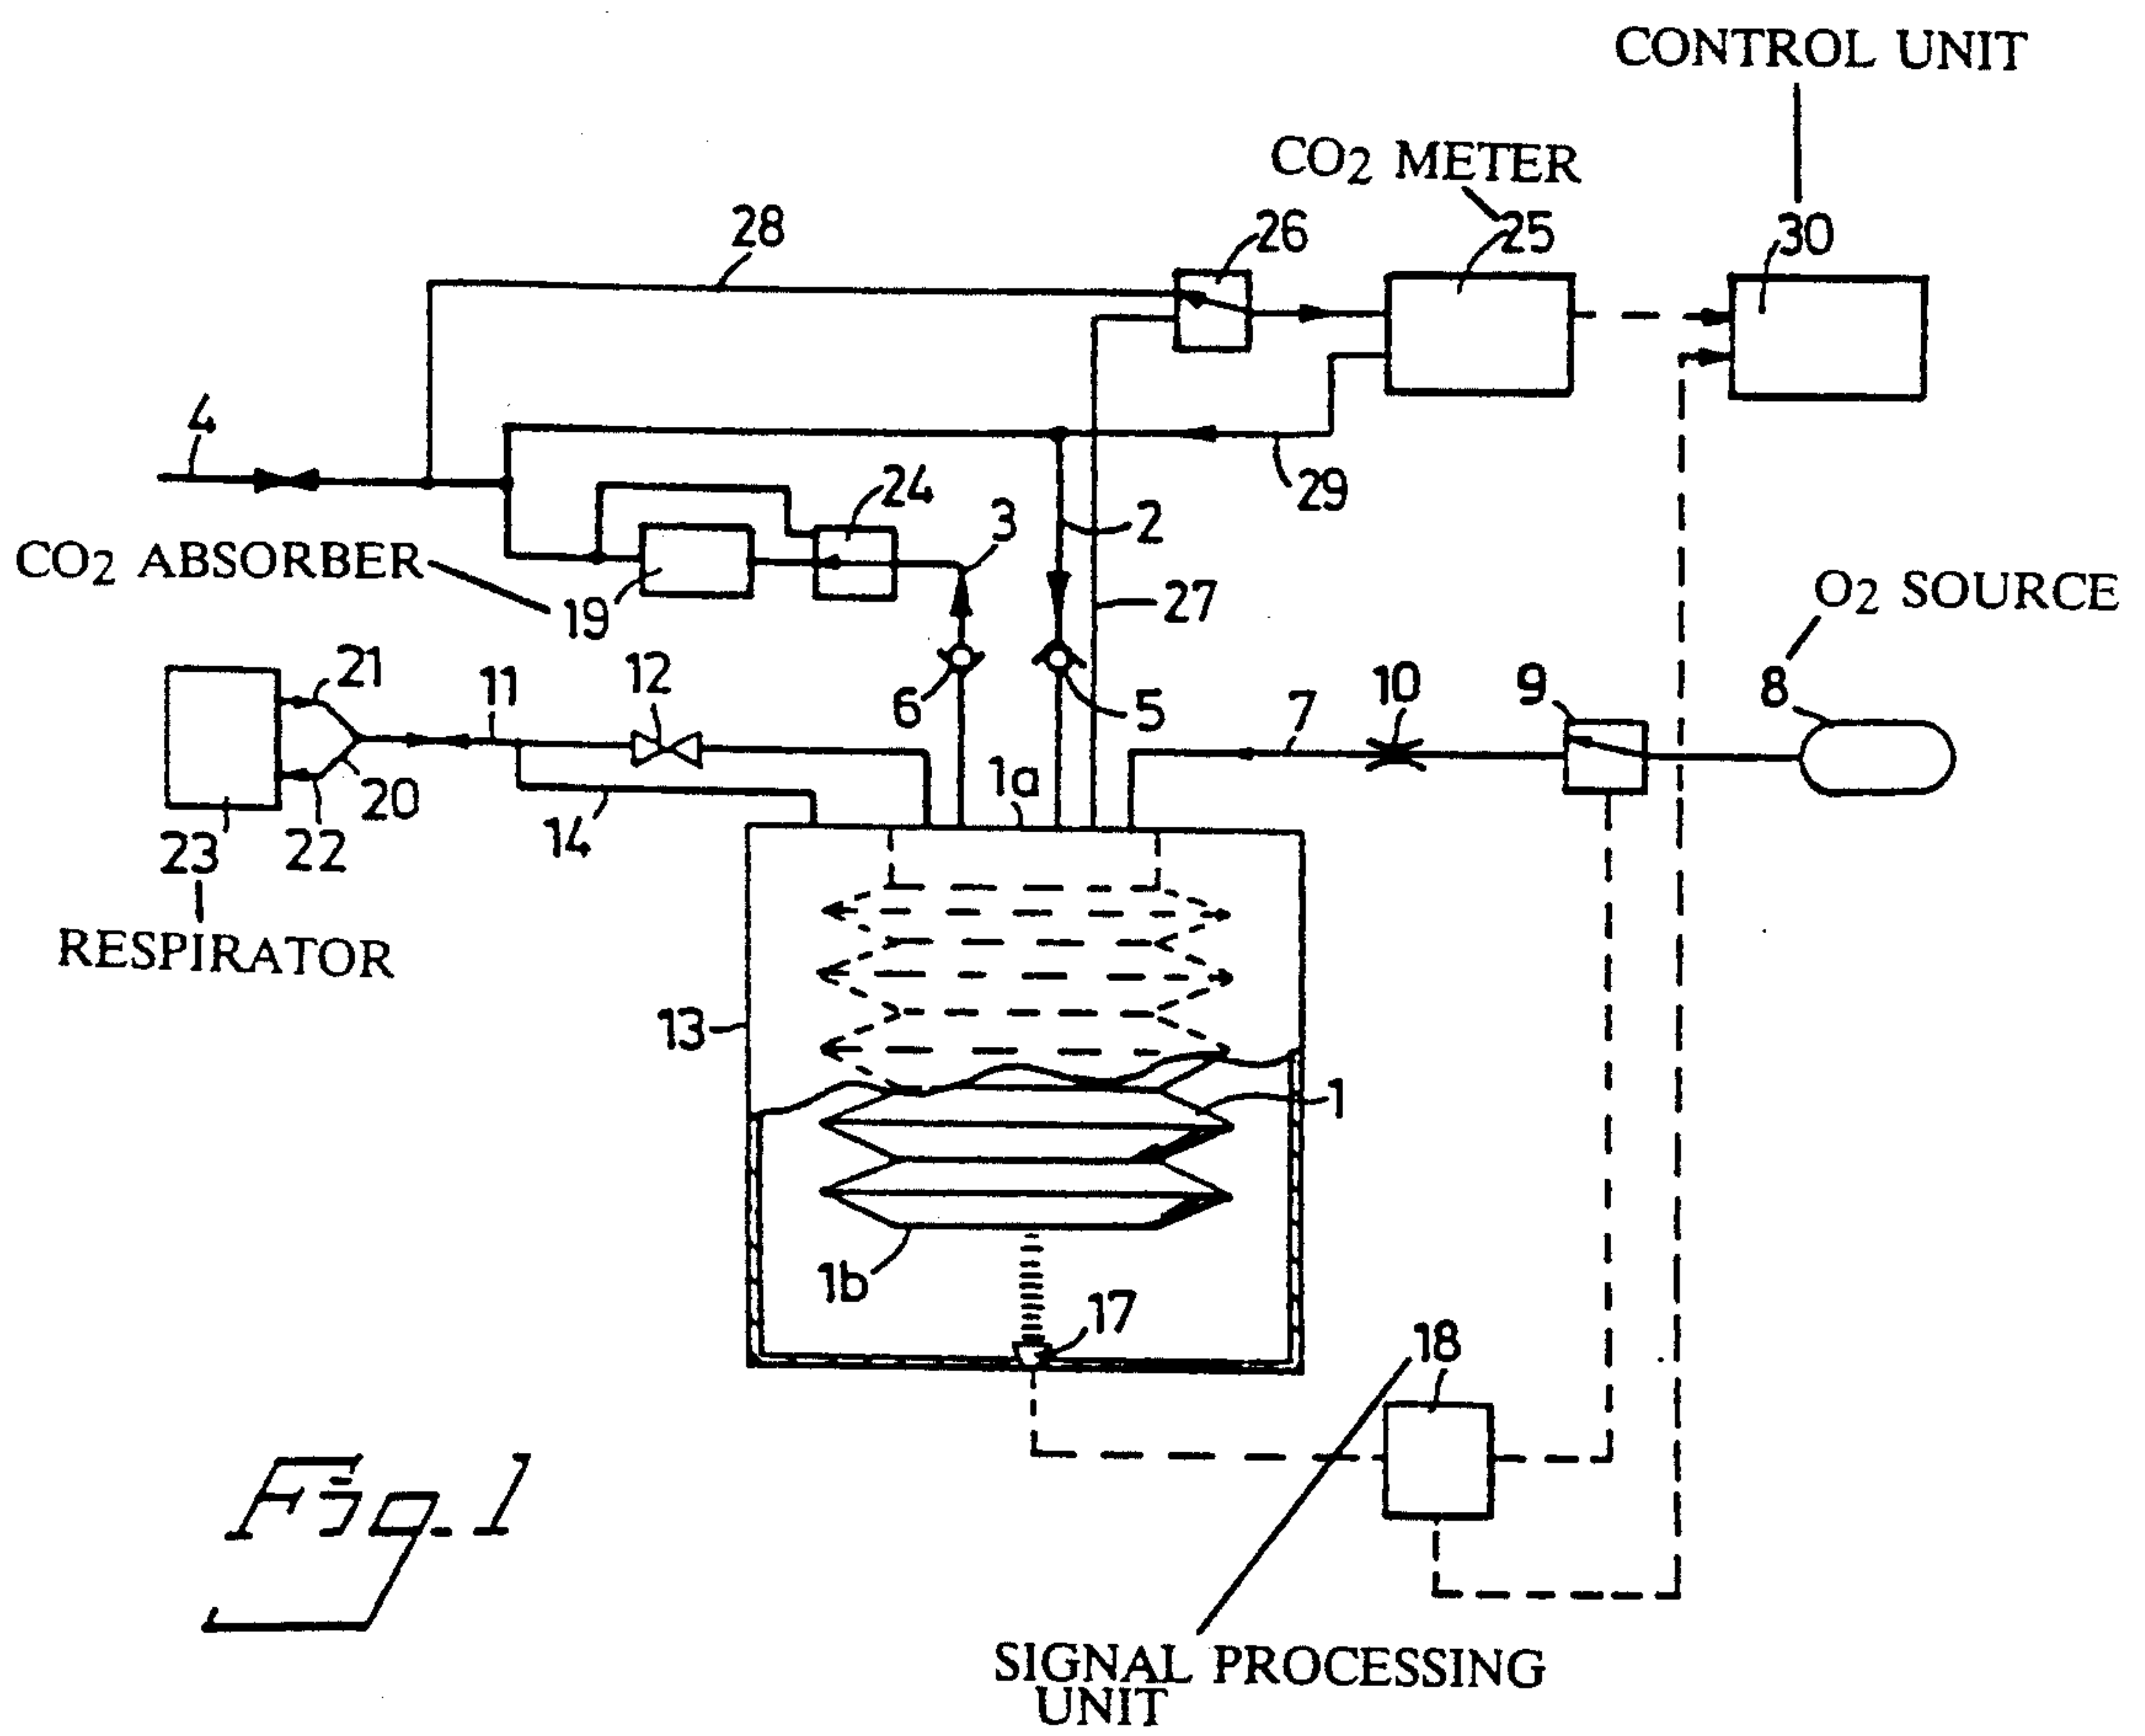 CONTROL UNIT
CO2 METER
28
26
25
30
4
24
3
2
29
CO2 ABSORBER
19
27
O2 SOURCE
21
11
12
6
5
7
10
9
8
1a
20
14
22
23
RESPIRATOR
13
1
1b
17
18
Fig. 1
SIGNAL PROCESSING
UNIT